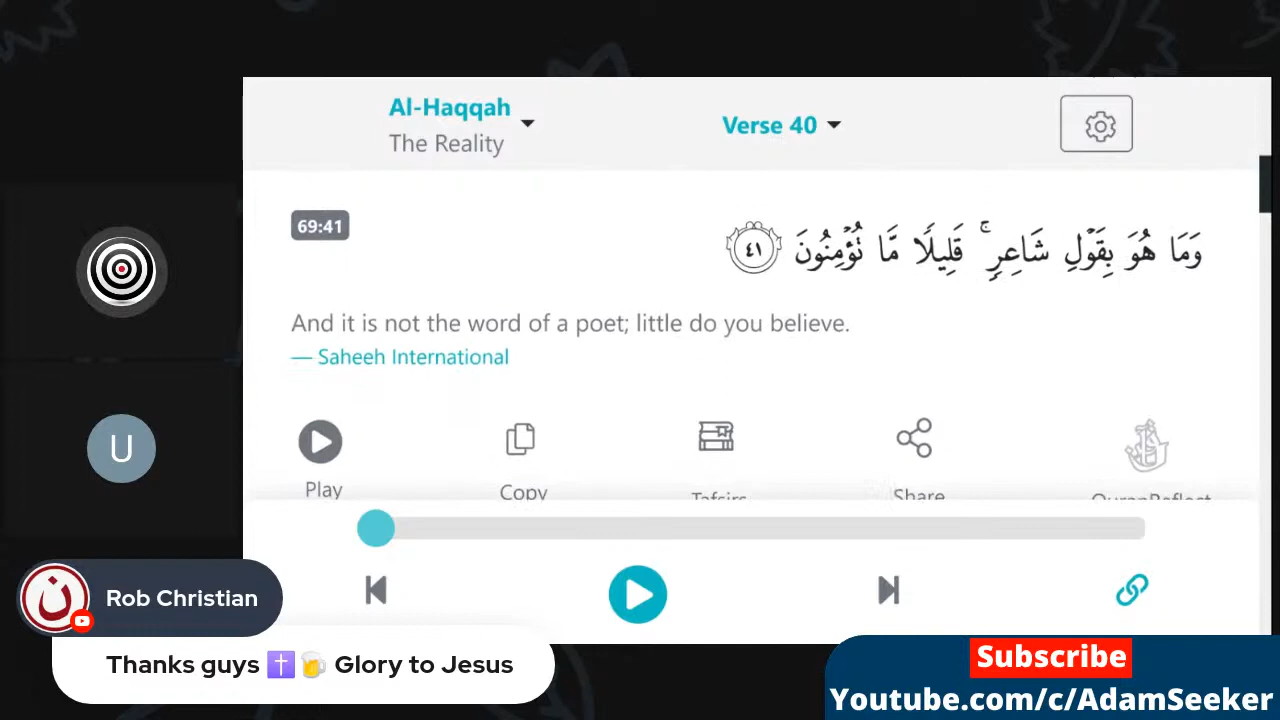 Al-Haqqah
The Reality
Verse 40
69:41
وَمَا هُوَ بِقَوْلِ شَاعِرٍ ۚ قَلِيلًا مَّا تُؤْمِنُونَ ٤١
And it is not the word of a poet; little do you believe.
— Saheeh International
Play
Copy
Tafsirs
Share
QuranReflect
U
ن
Rob Christian
Thanks guys ✝️🍺 Glory to Jesus
Subscribe
Youtube.com/c/AdamSeeker